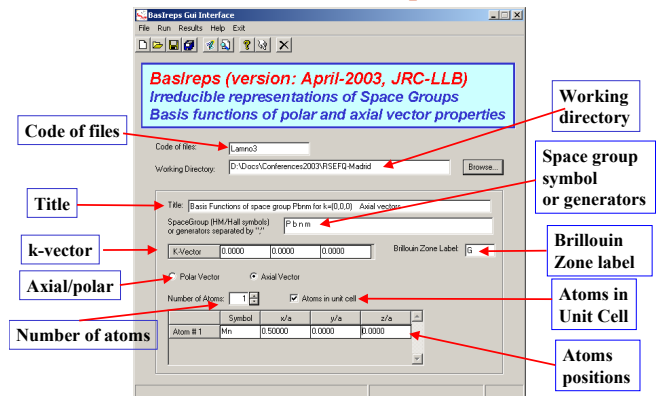 BasIreps Gui Interface
File Run Results Help Exit
BasIreps (version: April-2003, JRC-LLB)
Irreducible representations of Space Groups
Basis functions of polar and axial vector properties
Working
directory
Code of files
Code of files:
Lamno3
Working Directory:
D:\Docs\Conferences2003\RSEFQ-Madrid
Browse...
Space group
symbol
or generators
Title
Title:
Basis Functions of space group Pbnm for k=(0,0,0) Axial vectors
SpaceGroup (HM/Hall symbols)
or generators separated by ";"
P b n m
k-vector
K-Vector 0.0000 0.0000 0.0000
Brillouin Zone Label:
G
Brillouin
Zone label
Axial/polar
Polar Vector
Axial Vector
Number of Atoms:
1
Atoms in unit cell
Atoms in
Unit Cell
Number of atoms
Symbol x/a y/a z/a
Atom # 1 Mn 0.50000 0.0000 0.0000
Atoms
positions